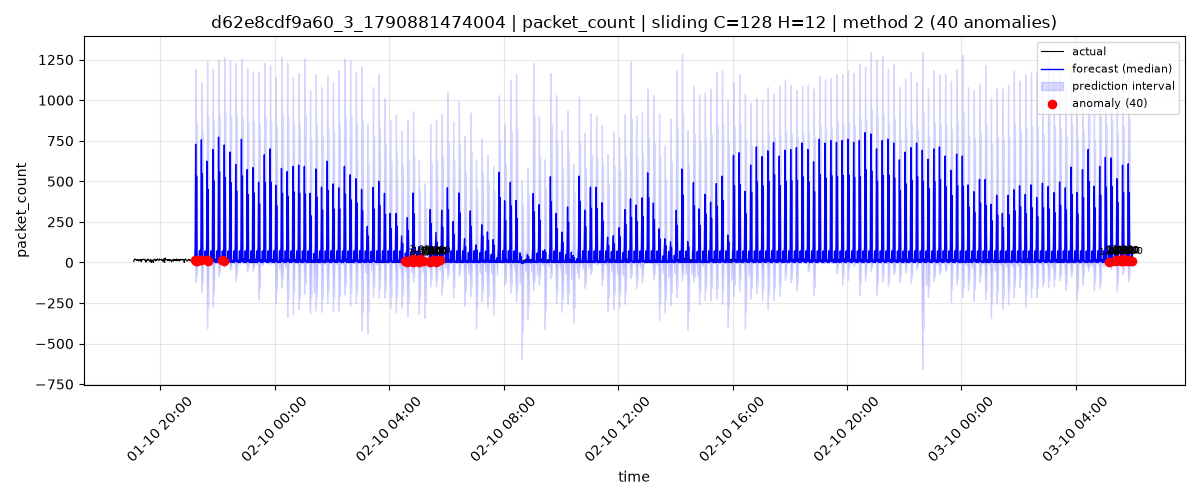 d62e8cdf9a60_3_1790881474004 | packet_count | sliding C=128 H=12 | method 2 (40 anomalies)
actual
forecast (median)
prediction interval
anomaly (40)
packet_count
1250
1000
750
500
250
0
−250
−500
−750
01-10 20:00
02-10 00:00
02-10 04:00
02-10 08:00
02-10 12:00
02-10 16:00
02-10 20:00
03-10 00:00
03-10 04:00
time